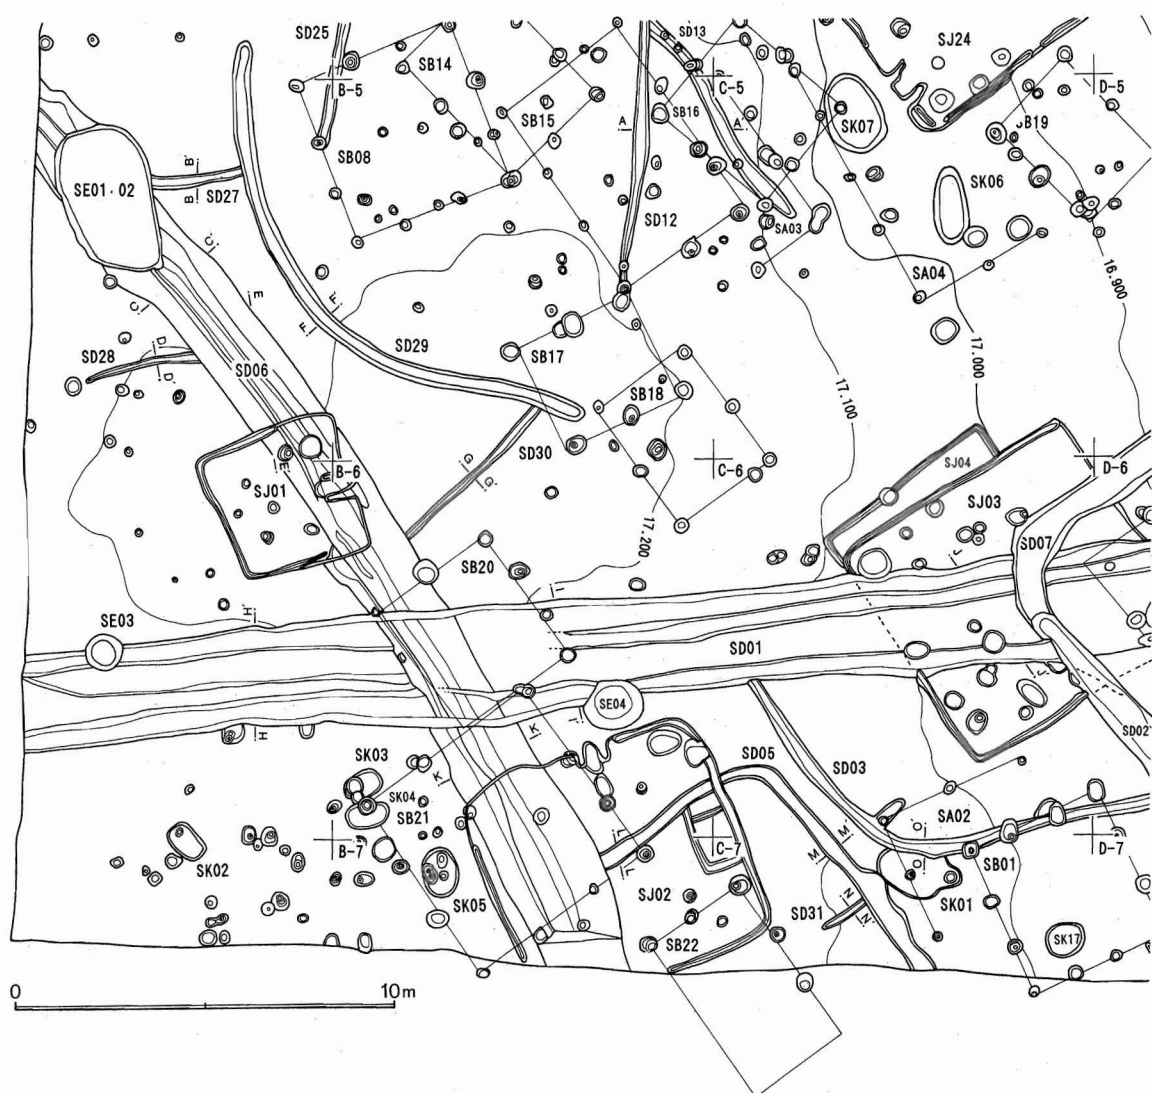 SD25
SB14
SD13
SJ24
B-5
SB15
C-5
D-5
A
SB16
A'
SK07
SB19
SB08
SE01·02
B
SD27
B'
SK06
SD12
SA03
C'
SA04
16.900
E
F'
C
F
SD28
D
D'
SD29
SB17
17.000
SD06
17.100
SB18
SD30
G
G'
C-6
SJ04
D-6
E'
B-6
SJ01
SJ03
17.200
SD07
SB20
H'
I'
SE03
SD01
SE04
I
H
K'
K
SD02
SK03
SD05
SD03
SK04
SB21
SA02
B-7
L'
M'
C-7
D-7
SK02
L
M
SB01
SK05
SJ02
N
N'
SK01
SD31
SB22
SK17
0
10m